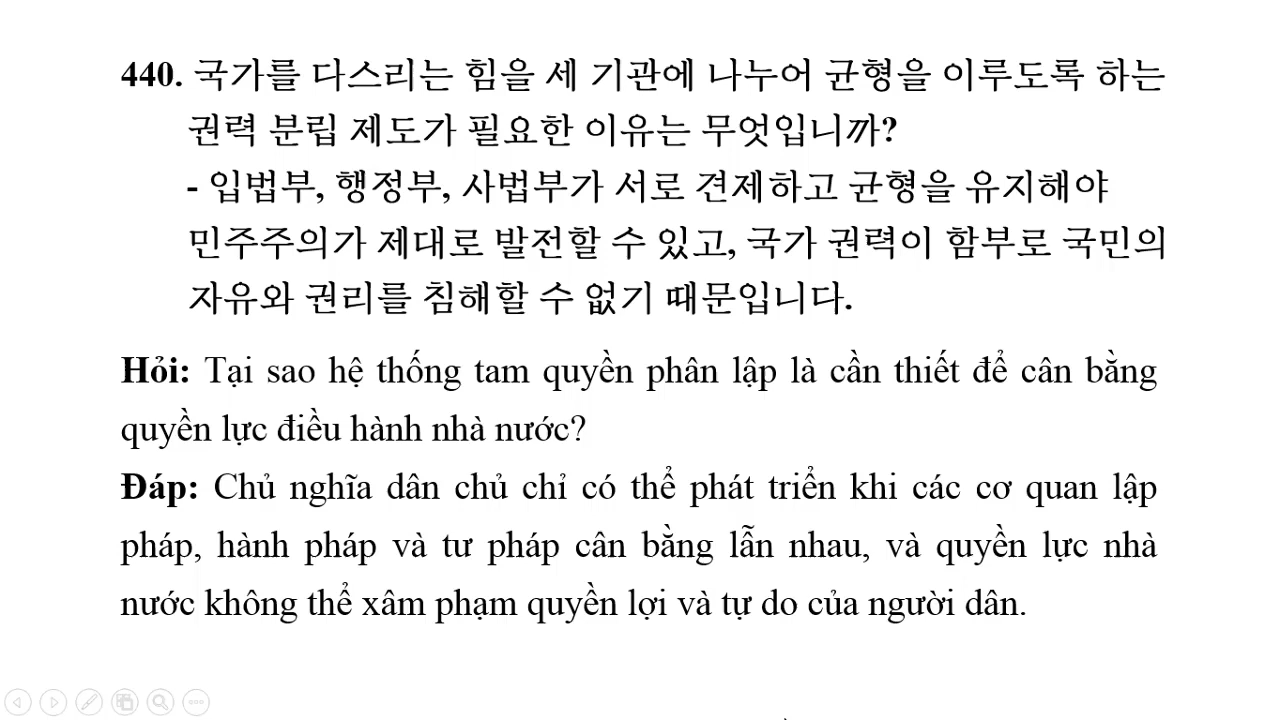 440. 국가를 다스리는 힘을 세 기관에 나누어 균형을 이루도록 하는
권력 분립 제도가 필요한 이유는 무엇입니까?
- 입법부, 행정부, 사법부가 서로 견제하고 균형을 유지해야
민주주의가 제대로 발전할 수 있고, 국가 권력이 함부로 국민의
자유와 권리를 침해할 수 없기 때문입니다.
Hỏi: Tại sao hệ thống tam quyền phân lập là cần thiết để cân bằng
quyền lực điều hành nhà nước?
Đáp: Chủ nghĩa dân chủ chỉ có thể phát triển khi các cơ quan lập
pháp, hành pháp và tư pháp cân bằng lẫn nhau, và quyền lực nhà
nước không thể xâm phạm quyền lợi và tự do của người dân.